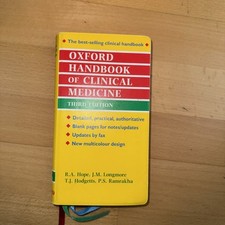 The best-selling clinical handbook
OXFORD
HANDBOOK
OF CLINICAL
MEDICINE
THIRD EDITION
• Detailed, practical, authoritative
• Blank pages for notes/updates
• Updates by fax
• New multicolour design
R.A. Hope, J.M. Longmore
T.J. Hodgetts, P.S. Ramrakha